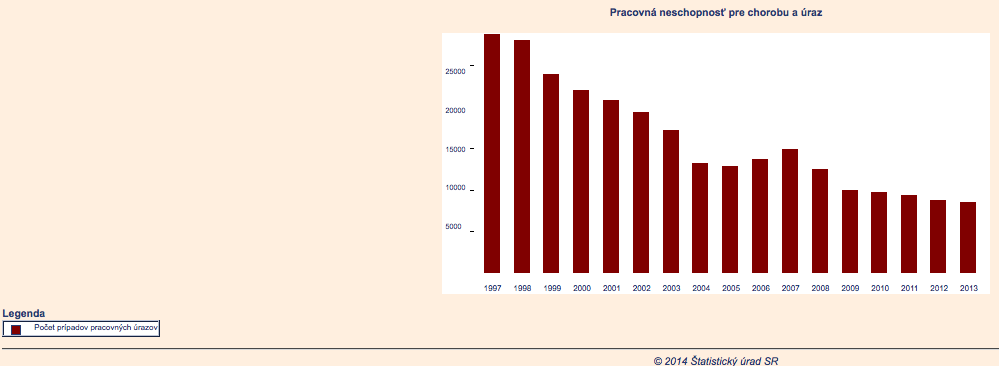 Pracovná neschopnosť pre chorobu a úraz
25000
20000
15000
10000
5000
1997 1998 1999 2000 2001 2002 2003 2004 2005 2006 2007 2008 2009 2010 2011 2012 2013
Legenda
Počet prípadov pracovných úrazov
© 2014 Štatistický úrad SR